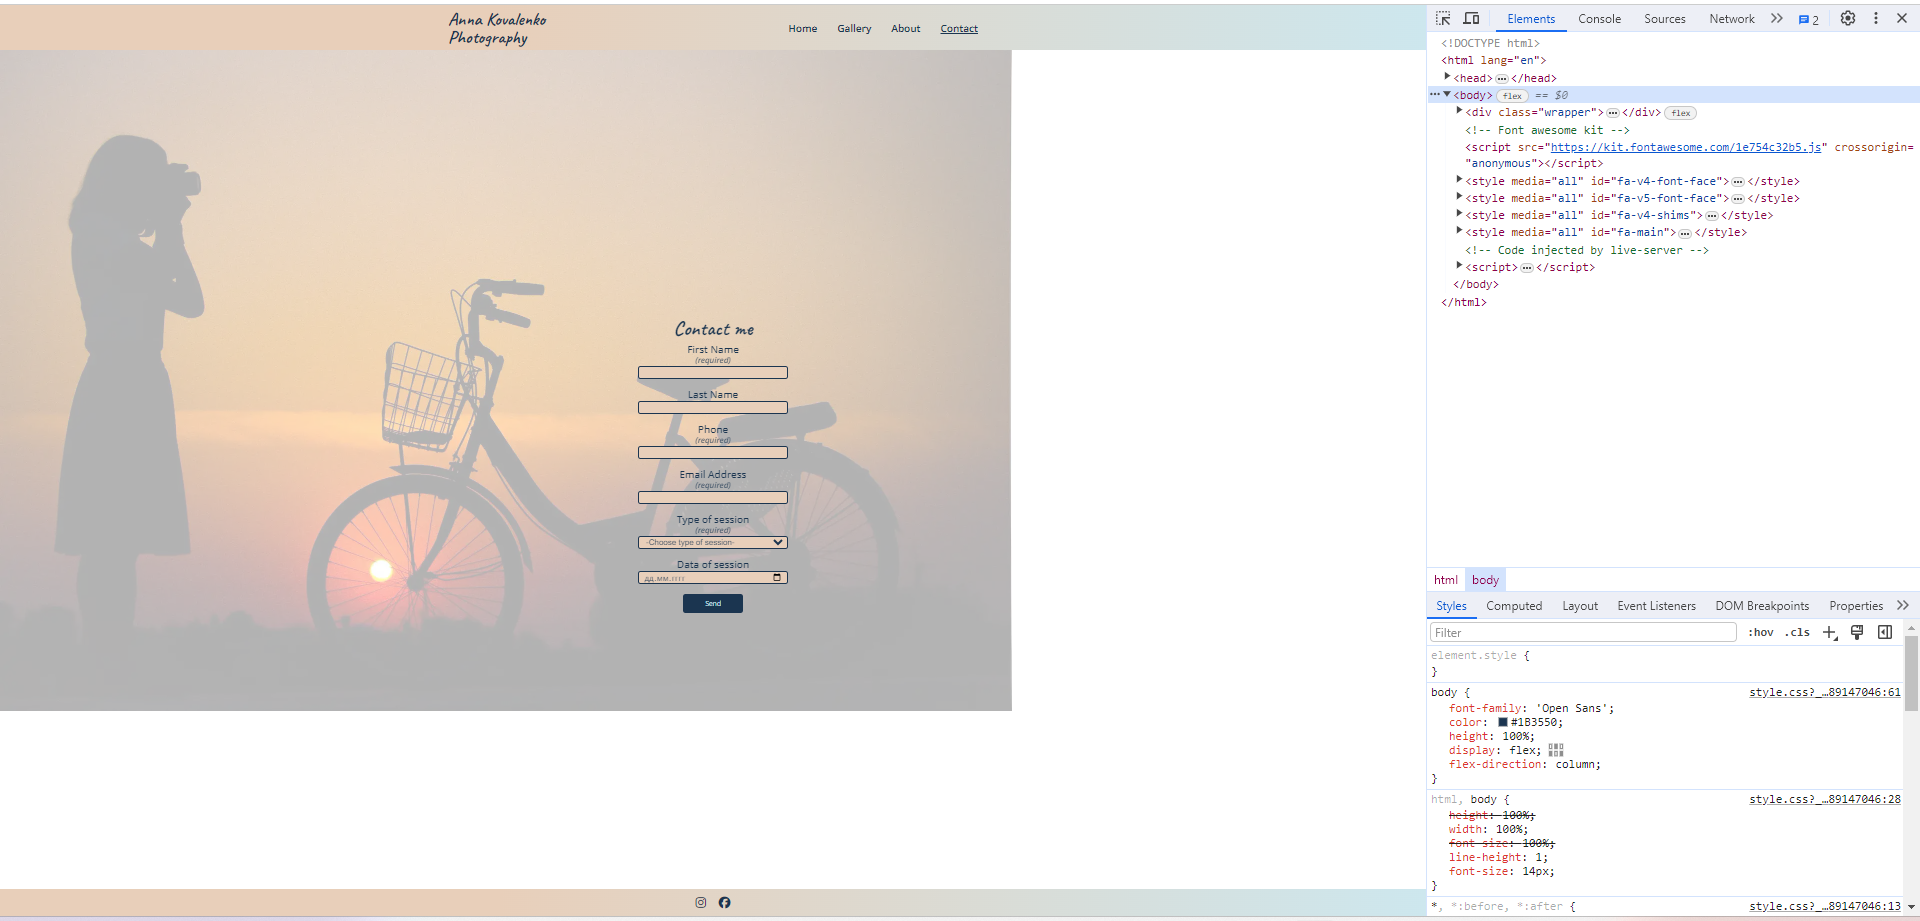 Anna Kovalenko
Photography
Home Gallery About Contact
Contact me
First Name
(required)
Last Name
Phone
(required)
Email Address
(required)
Type of session
(required)
-Choose type of session-
Data of session
дд.мм.гггг
Send
Elements Console Sources Network 2
<!DOCTYPE html>
<html lang="en">
<head> ••• </head>
••• <body> flex == $0
<div class="wrapper"> ••• </div> flex
<!-- Font awesome kit -->
<script src="https://kit.fontawesome.com/1e754c32b5.js" crossorigin=
"anonymous"></script>
<style media="all" id="fa-v4-font-face"> ••• </style>
<style media="all" id="fa-v5-font-face"> ••• </style>
<style media="all" id="fa-v4-shims"> ••• </style>
<style media="all" id="fa-main"> ••• </style>
<!-- Code injected by live-server -->
<script> ••• </script>
</body>
</html>
html body
Styles Computed Layout Event Listeners DOM Breakpoints Properties
Filter :hov .cls
element.style {
}
body { style.css?_…89147046:61
font-family: 'Open Sans';
color: #1B3550;
height: 100%;
display: flex;
flex-direction: column;
}
html, body { style.css?_…89147046:28
height: 100%;
width: 100%;
font-size: 100%;
line-height: 1;
font-size: 14px;
}
*, *:before, *:after { style.css?_…89147046:13